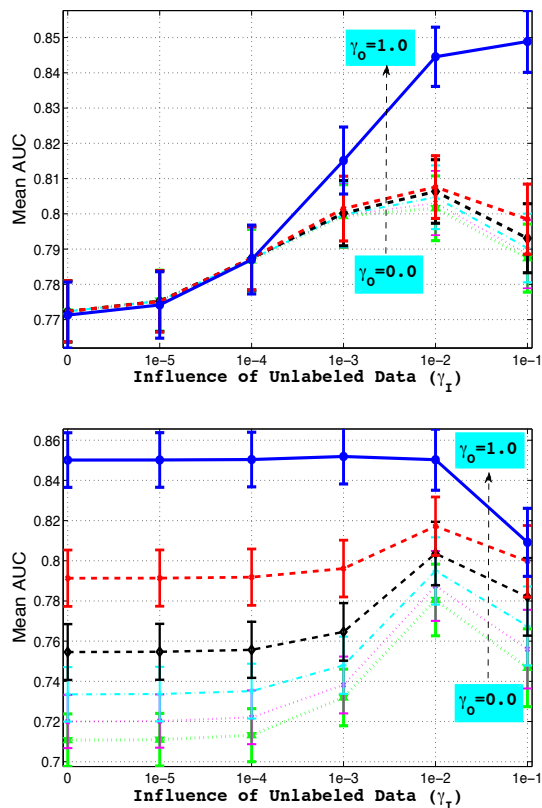 0.85
0.84
0.83
0.82
0.81
0.8
0.79
0.78
0.77
Mean AUC
γO=1.0
γO=0.0
0 1e−5 1e−4 1e−3 1e−2 1e−1
Influence of Unlabeled Data (γI)
0.86
0.84
0.82
0.8
0.78
0.76
0.74
0.72
0.7
Mean AUC
γO=1.0
γO=0.0
0 1e−5 1e−4 1e−3 1e−2 1e−1
Influence of Unlabeled Data (γI)